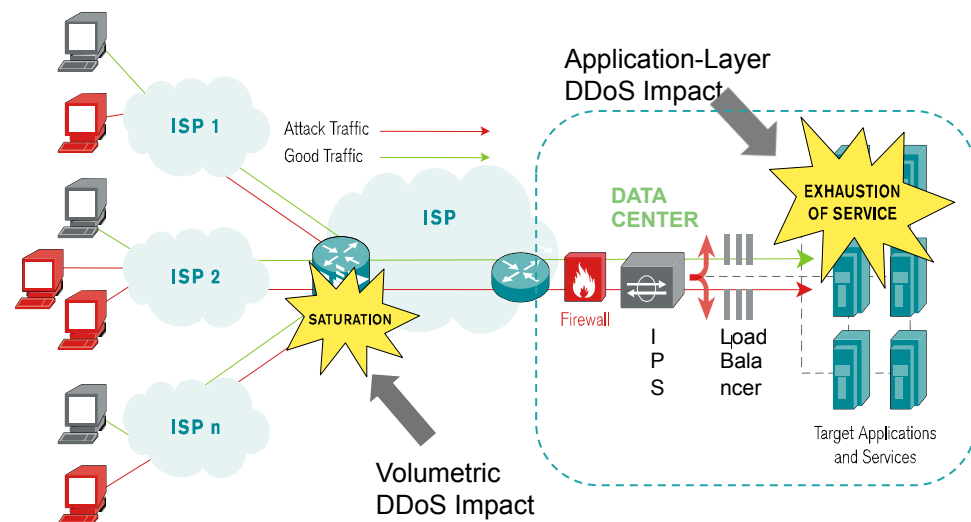 Application-Layer
DDoS Impact
ISP 1
Attack Traffic
Good Traffic
EXHAUSTION
OF SERVICE
DATA
CENTER
ISP
ISP 2
SATURATION
Firewall
I
P
S
Load
Bala
ncer
ISP n
Target Applications
and Services
Volumetric
DDoS Impact